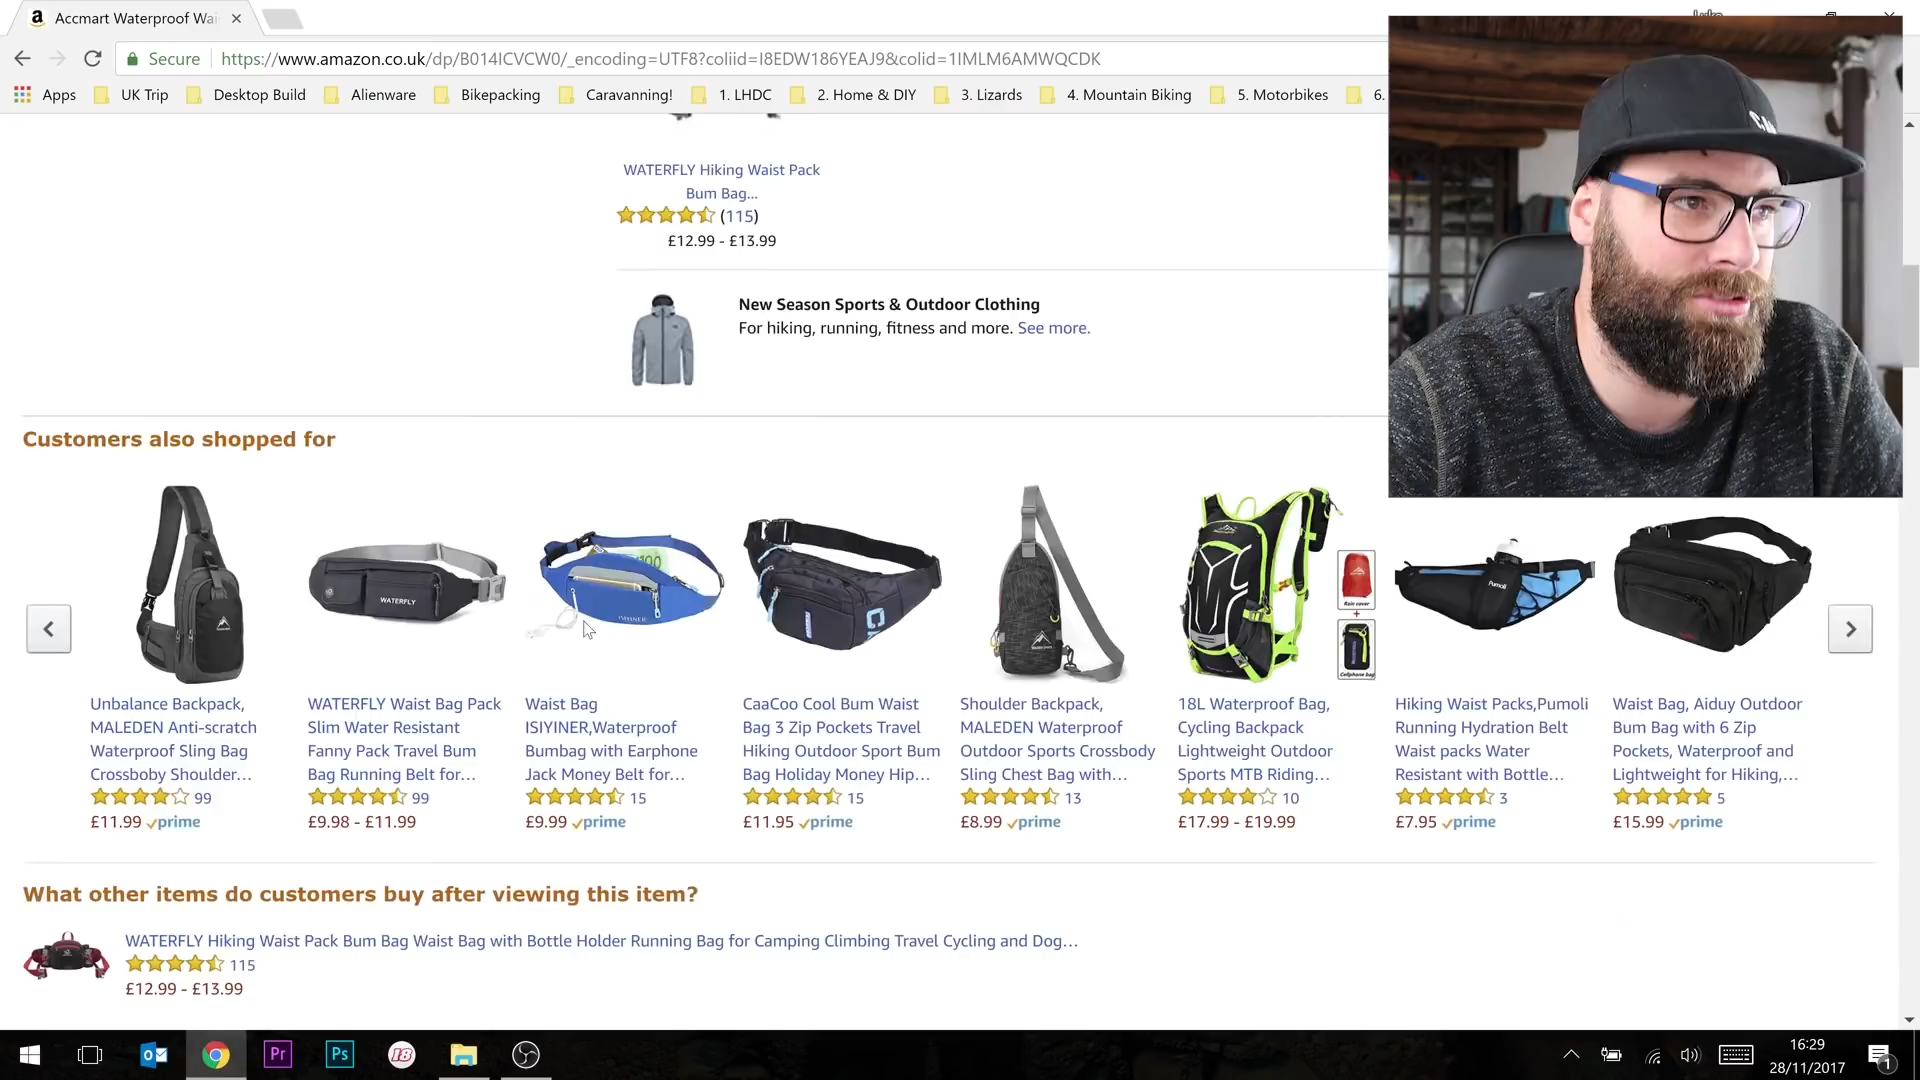 Accmart Waterproof Wai
Secure
https://www.amazon.co.uk/dp/B014ICVCW0/_encoding=UTF8?coliid=I8EDW186YEAJ9&colid=1IMLM6AMWQCDK
Apps UK Trip Desktop Build Alienware Bikepacking Caravanning! 1. LHDC 2. Home & DIY 3. Lizards 4. Mountain Biking 5. Motorbikes 6.
WATERFLY Hiking Waist Pack
Bum Bag...
(115)
£12.99 - £13.99
New Season Sports & Outdoor Clothing
For hiking, running, fitness and more. See more.
Customers also shopped for
WATERFLY
ISIYINER
Pumoli
Rain cover
+
Cellphone bag
Unbalance Backpack,
MALEDEN Anti-scratch
Waterproof Sling Bag
Crossboby Shoulder...
99
£11.99 prime
WATERFLY Waist Bag Pack
Slim Water Resistant
Fanny Pack Travel Bum
Bag Running Belt for...
99
£9.98 - £11.99
Waist Bag
ISIYINER,Waterproof
Bumbag with Earphone
Jack Money Belt for...
15
£9.99 prime
CaaCoo Cool Bum Waist
Bag 3 Zip Pockets Travel
Hiking Outdoor Sport Bum
Bag Holiday Money Hip...
15
£11.95 prime
Shoulder Backpack,
MALEDEN Waterproof
Outdoor Sports Crossbody
Sling Chest Bag with...
13
£8.99 prime
18L Waterproof Bag,
Cycling Backpack
Lightweight Outdoor
Sports MTB Riding...
10
£17.99 - £19.99
Hiking Waist Packs,Pumoli
Running Hydration Belt
Waist packs Water
Resistant with Bottle...
3
£7.95 prime
Waist Bag, Aiduy Outdoor
Bum Bag with 6 Zip
Pockets, Waterproof and
Lightweight for Hiking,...
5
£15.99 prime
What other items do customers buy after viewing this item?
WATERFLY Hiking Waist Pack Bum Bag Waist Bag with Bottle Holder Running Bag for Camping Climbing Travel Cycling and Dog...
115
£12.99 - £13.99
Pr
Ps
18
16:29
28/11/2017
1